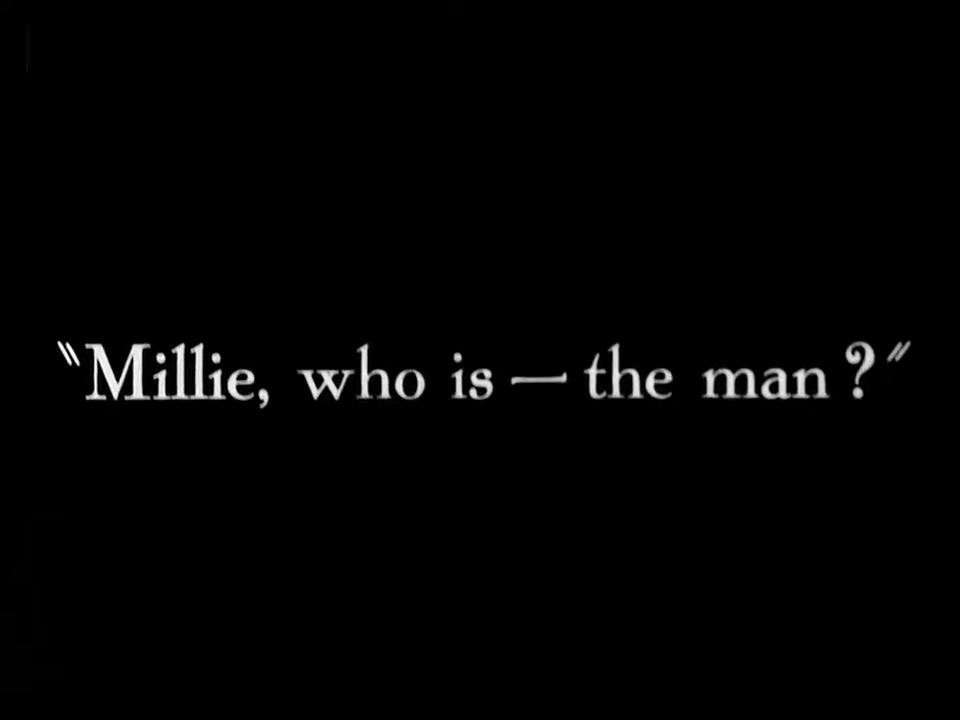 "Millie, who is — the man?"